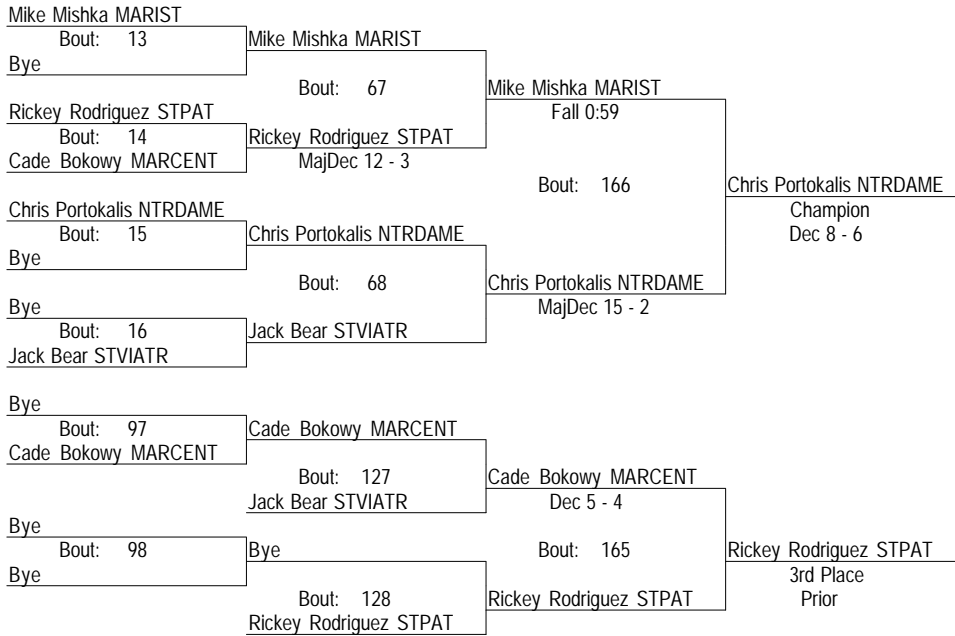 Mike Mishka MARIST
Bout: 13
Mike Mishka MARIST
Bye
Bout: 67
Mike Mishka MARIST
Rickey Rodriguez STPAT
Fall 0:59
Bout: 14
Rickey Rodriguez STPAT
Cade Bokowy MARCENT
MajDec 12 - 3
Bout: 166
Chris Portokalis NTRDAME
Chris Portokalis NTRDAME
Champion
Bout: 15
Chris Portokalis NTRDAME
Dec 8 - 6
Bye
Bout: 68
Chris Portokalis NTRDAME
Bye
MajDec 15 - 2
Bout: 16
Jack Bear STVIATR
Jack Bear STVIATR
Bye
Bout: 97
Cade Bokowy MARCENT
Cade Bokowy MARCENT
Bout: 127
Cade Bokowy MARCENT
Jack Bear STVIATR
Dec 5 - 4
Bye
Bout: 98
Bye
Bout: 165
Rickey Rodriguez STPAT
Bye
3rd Place
Bout: 128
Rickey Rodriguez STPAT
Prior
Rickey Rodriguez STPAT